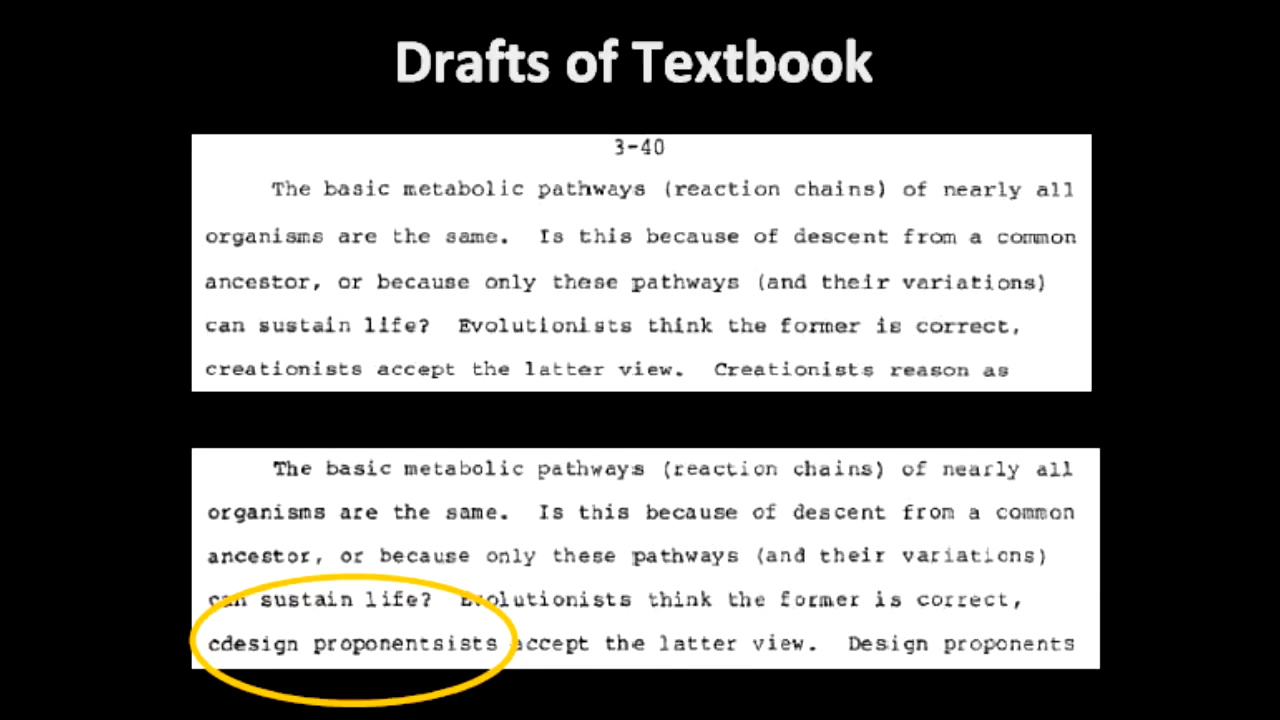 Drafts of Textbook
3-40
The basic metabolic pathways (reaction chains) of nearly all
organisms are the same. Is this because of descent from a common
ancestor, or because only these pathways (and their variations)
can sustain life? Evolutionists think the former is correct,
creationists accept the latter view. Creationists reason as
The basic metabolic pathways (reaction chains) of nearly all
organisms are the same. Is this because of descent from a common
ancestor, or because only these pathways (and their variations)
can sustain life? Evolutionists think the former is correct,
cdesign proponentsists accept the latter view. Design proponents